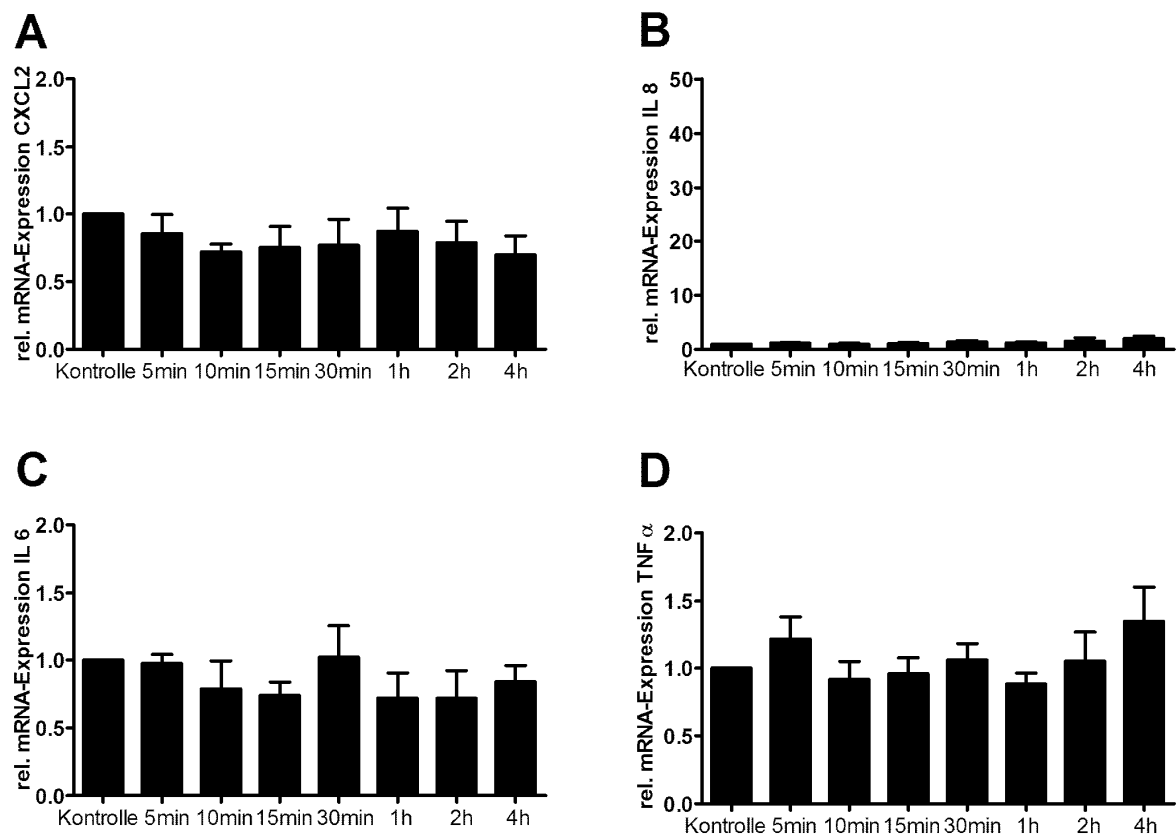 A
rel. mRNA-Expression CXCL2
2.0
1.5
1.0
0.5
0.0
Kontrolle 5min 10min 15min 30min 1h 2h 4h
B
rel. mRNA-Expression IL 8
50
40
30
20
10
0
Kontrolle 5min 10min 15min 30min 1h 2h 4h
C
rel. mRNA-Expression IL 6
2.0
1.5
1.0
0.5
0.0
Kontrolle 5min 10min 15min 30min 1h 2h 4h
D
rel. mRNA-Expression TNF α
2.0
1.5
1.0
0.5
0.0
Kontrolle 5min 10min 15min 30min 1h 2h 4h